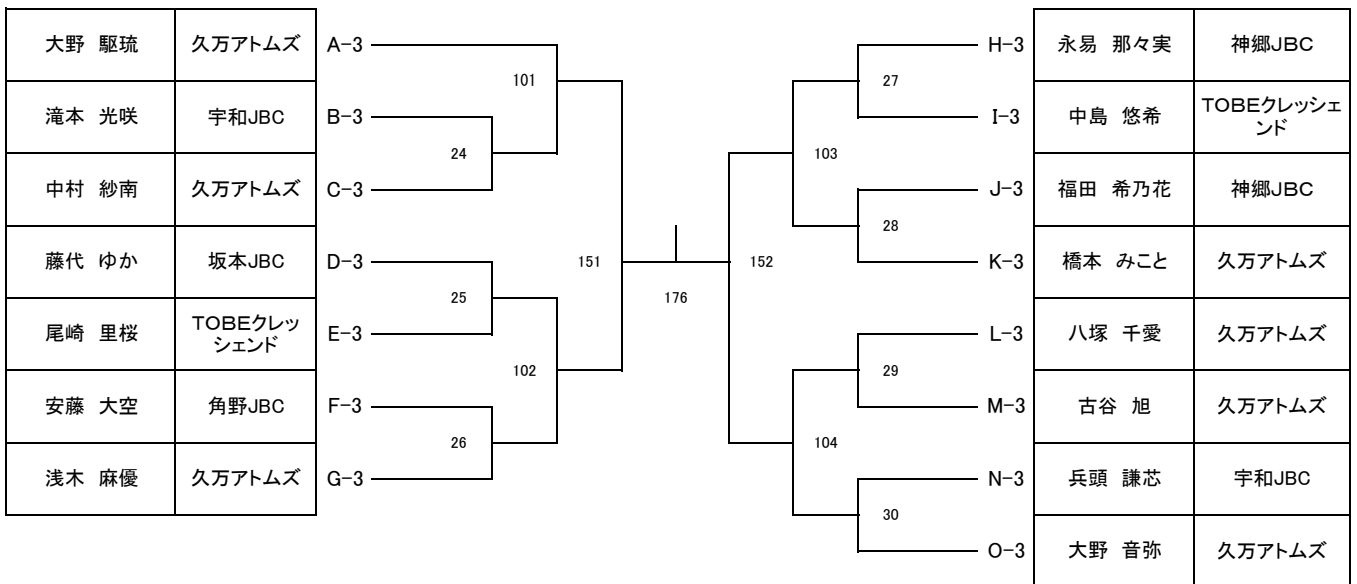 大野 駆琉 久万アトムズ A-3
101
滝本 光咲 宇和JBC B-3
24
中村 紗南 久万アトムズ C-3
藤代 ゆか 坂本JBC D-3
151
25
尾崎 里桜 TOBEクレッ
シェンド E-3
102
安藤 大空 角野JBC F-3
26
浅木 麻優 久万アトムズ G-3
176
H-3 永易 那々実 神郷JBC
27
I-3 中島 悠希 TOBEクレッシェ
ンド
103
J-3 福田 希乃花 神郷JBC
28
K-3 橋本 みこと 久万アトムズ
152
L-3 八塚 千愛 久万アトムズ
29
M-3 古谷 旭 久万アトムズ
104
N-3 兵頭 謙芯 宇和JBC
30
O-3 大野 音弥 久万アトムズ